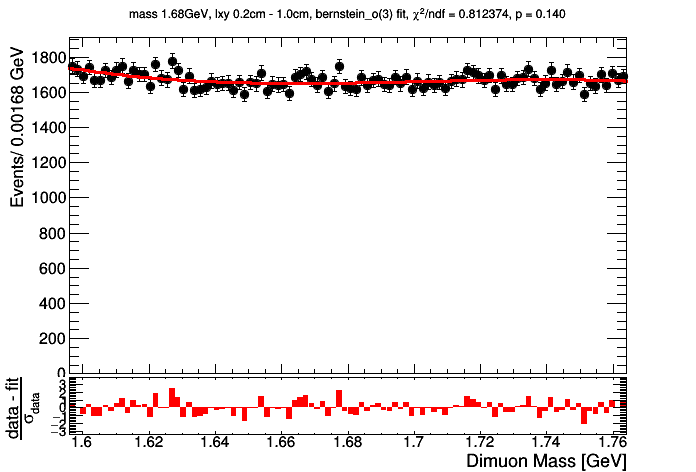 mass 1.68GeV, lxy 0.2cm - 1.0cm, bernstein_o(3) fit, χ²/ndf = 0.812374, p = 0.140
Events/ 0.00168 GeV
1800
1600
1400
1200
1000
800
600
400
200
0
data - fit
σdata
3
2
1
0
−1
−2
−3
1.6 1.62 1.64 1.66 1.68 1.7 1.72 1.74 1.76
Dimuon Mass [GeV]